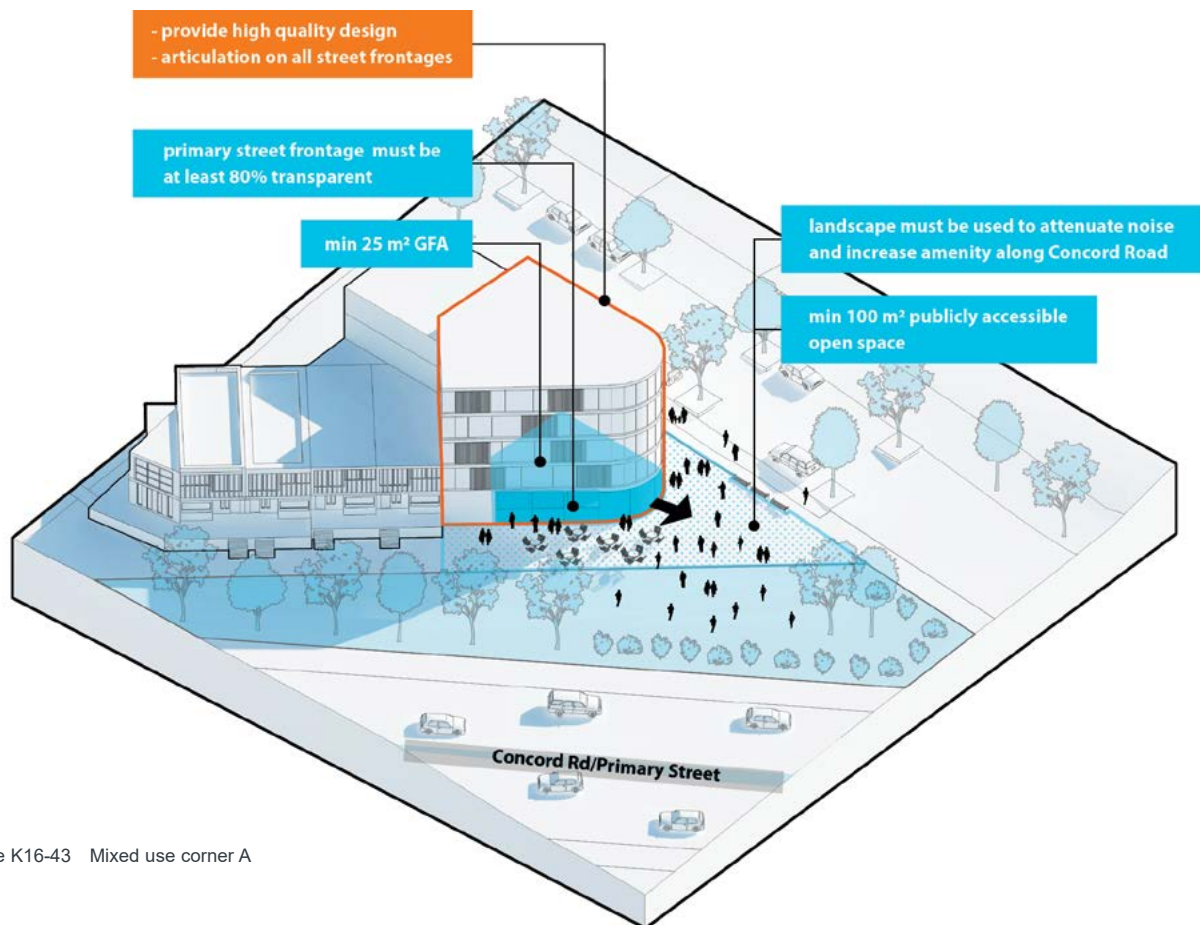 - provide high quality design
- articulation on all street frontages
primary street frontage must be
at least 80% transparent
min 25 m² GFA
landscape must be used to attenuate noise
and increase amenity along Concord Road
min 100 m² publicly accessible
open space
Concord Rd/Primary Street
e K16-43 Mixed use corner A